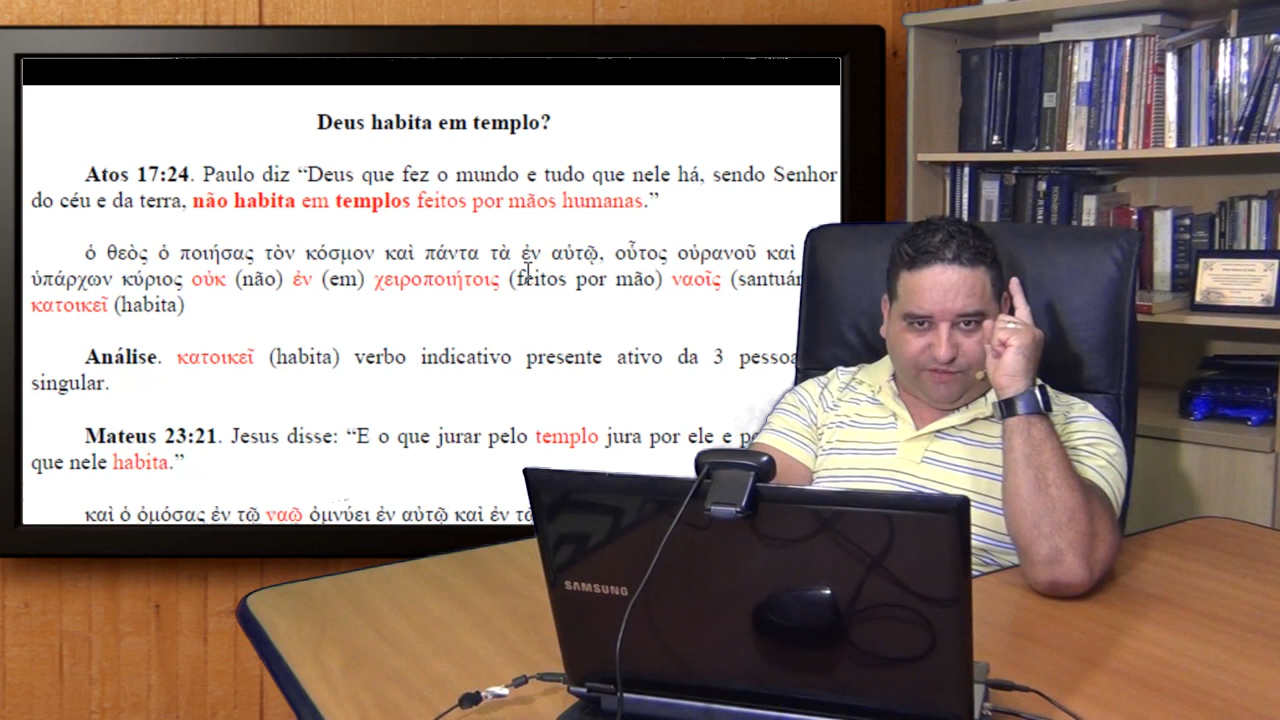 Deus habita em templo?
Atos 17:24. Paulo diz “Deus que fez o mundo e tudo que nele há, sendo Senhor
do céu e da terra, não habita em templos feitos por mãos humanas.”
ὁ θεὸς ὁ ποιήσας τὸν κόσμον καὶ πάντα τὰ ἐν αὐτῷ, οὗτος οὐρανοῦ καὶ
ὑπάρχων κύριος οὐκ (não) ἐν (em) χειροποιήτοις (feitos por mão) ναοῖς
κατοικεῖ (habita)
Análise. κατοικεῖ (habita) verbo indicativo presente ativo da 3
singular.
Mateus 23:21. Jesus disse: “E o que jurar pelo templo jura por ele e
que nele habita.”
καὶ ὁ ὀμόσας ἐν τῷ ναῷ ὀμνύει ἐν αὐτῷ καὶ ἐν
SAMSUNG